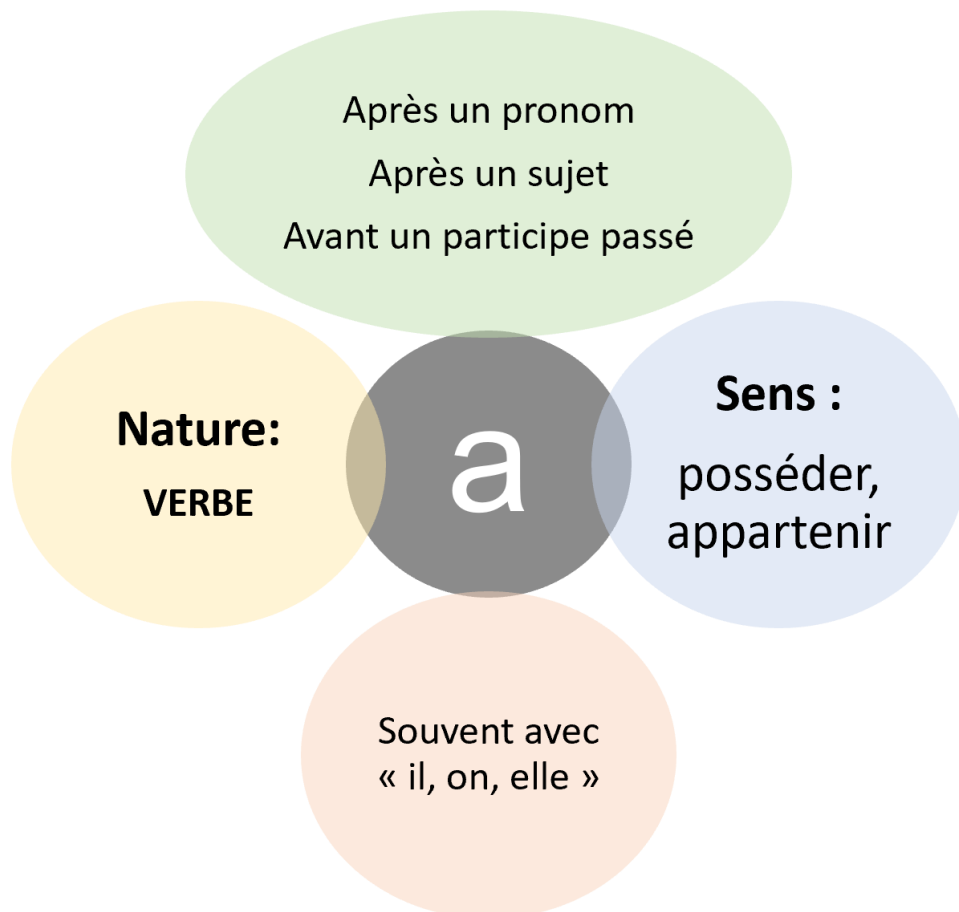 Après un pronom
Après un sujet
Avant un participe passé
Nature:
VERBE
a
Sens :
posséder,
appartenir
Souvent avec
« il, on, elle »